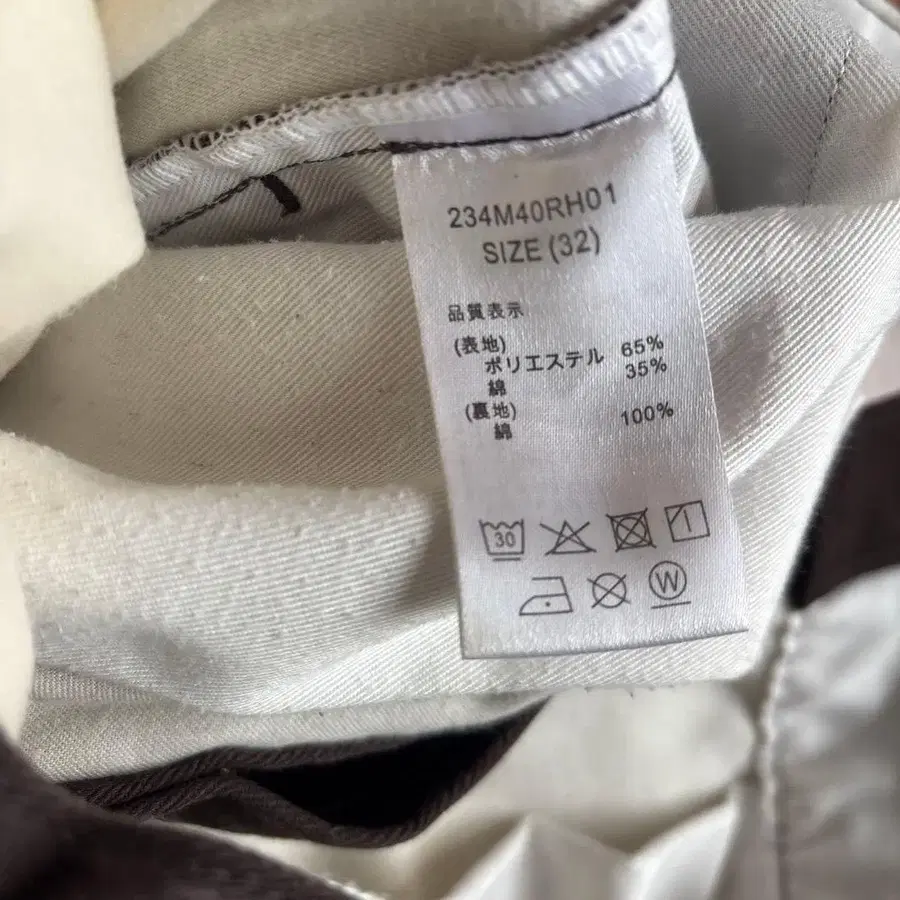 234M40RH01
SIZE (32)
品質表示
(表地)
ポリエステル 65%
綿 35%
(裏地)
綿 100%
30
W